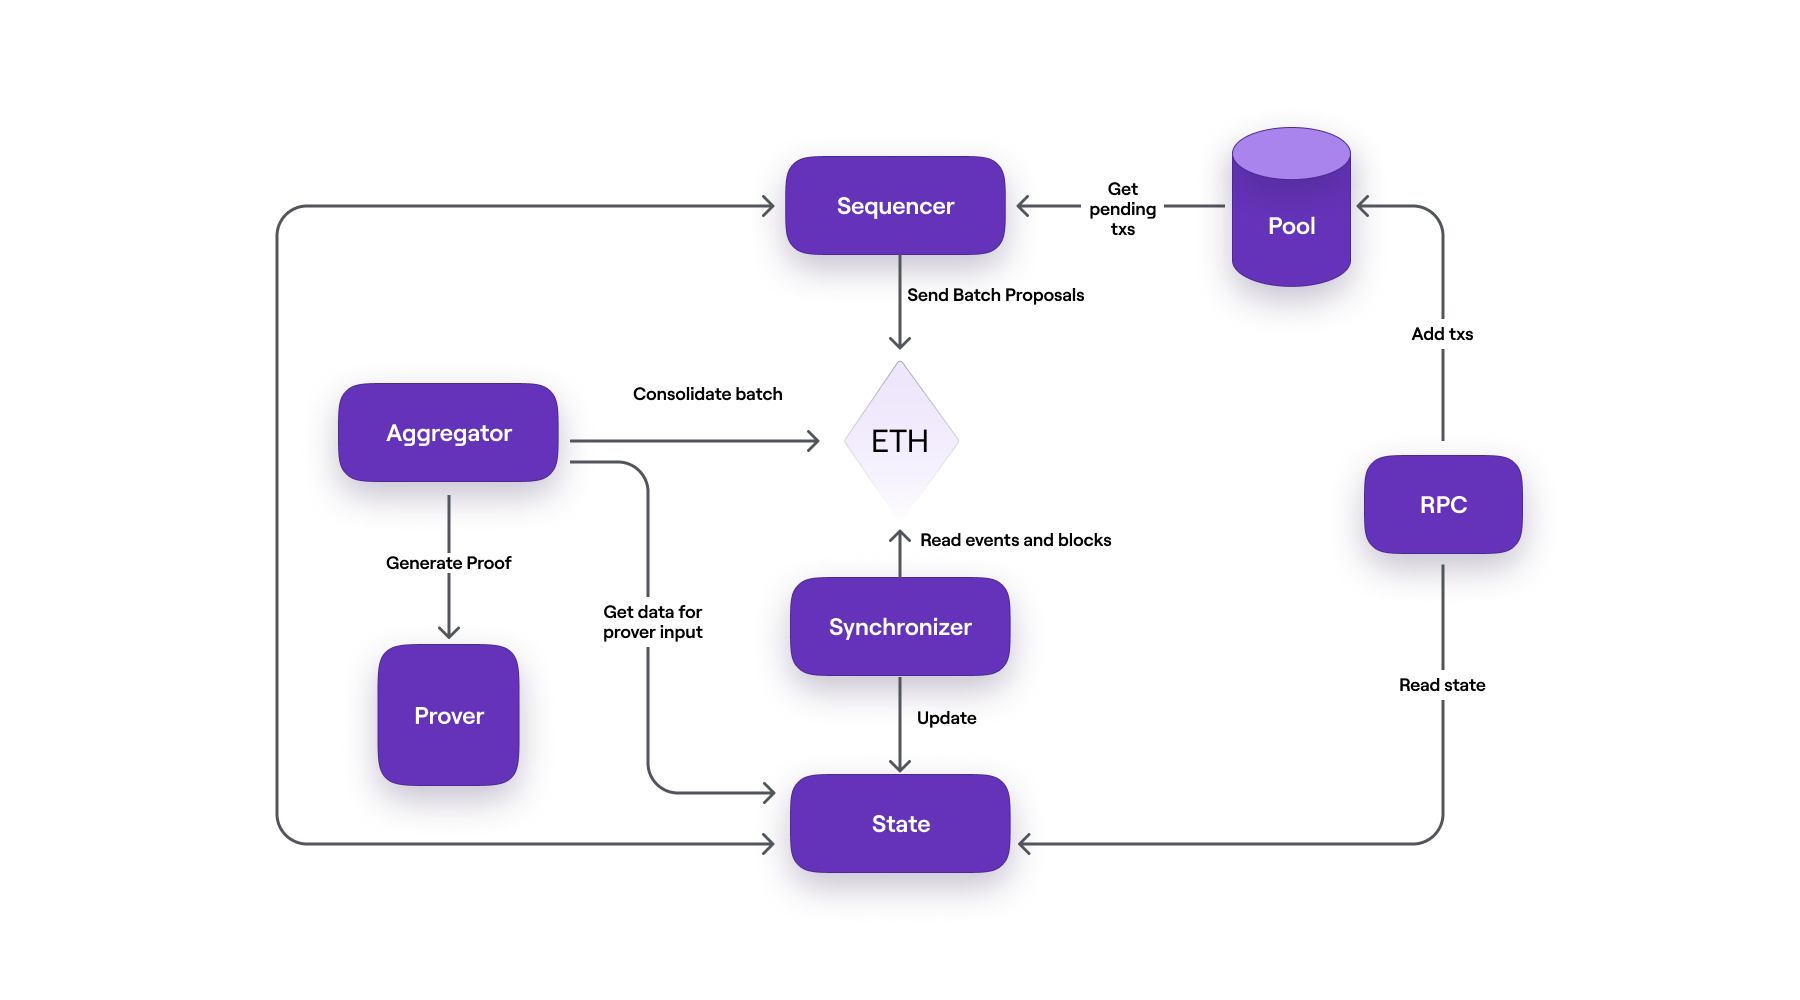 Sequencer
Get
pending
txs
Pool
Send Batch Proposals
Add txs
Consolidate batch
Aggregator
ETH
RPC
Read events and blocks
Generate Proof
Get data for
prover input
Synchronizer
Read state
Prover
Update
State